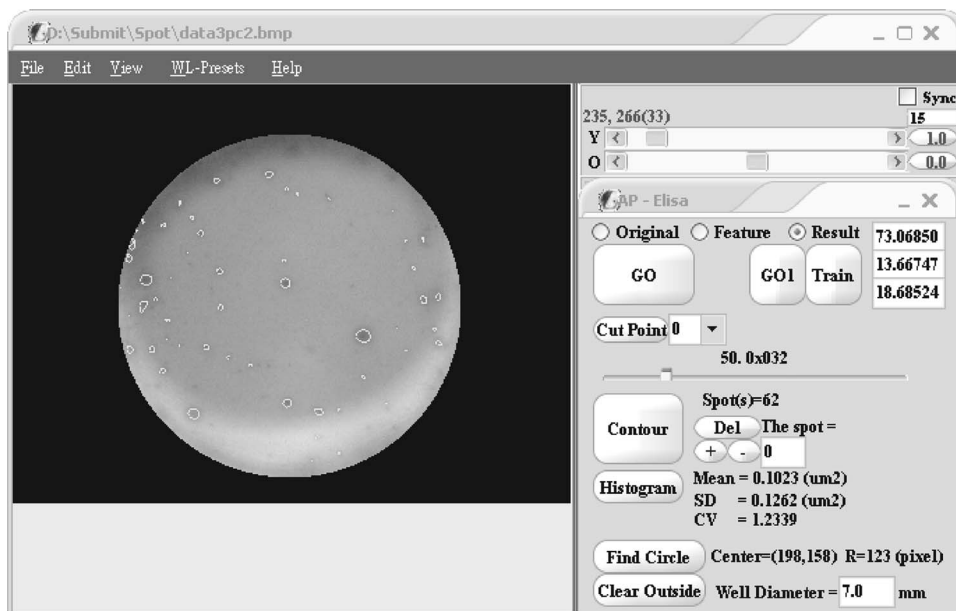 D:\Submit\Spot\data3pc2.bmp
File Edit View WL-Presets Help
Sync
235, 266(33) 15
Y 1.0
O 0.0
AP - Elisa
Original Feature Result 73.06850
13.66747
18.68524
GO GO1 Train
Cut Point 0
50. 0x032
Spot(s)=62
Contour Del The spot =
+ - 0
Histogram Mean = 0.1023 (um2)
SD = 0.1262 (um2)
CV = 1.2339
Find Circle Center=(198,158) R=123 (pixel)
Clear Outside Well Diameter = 7.0 mm